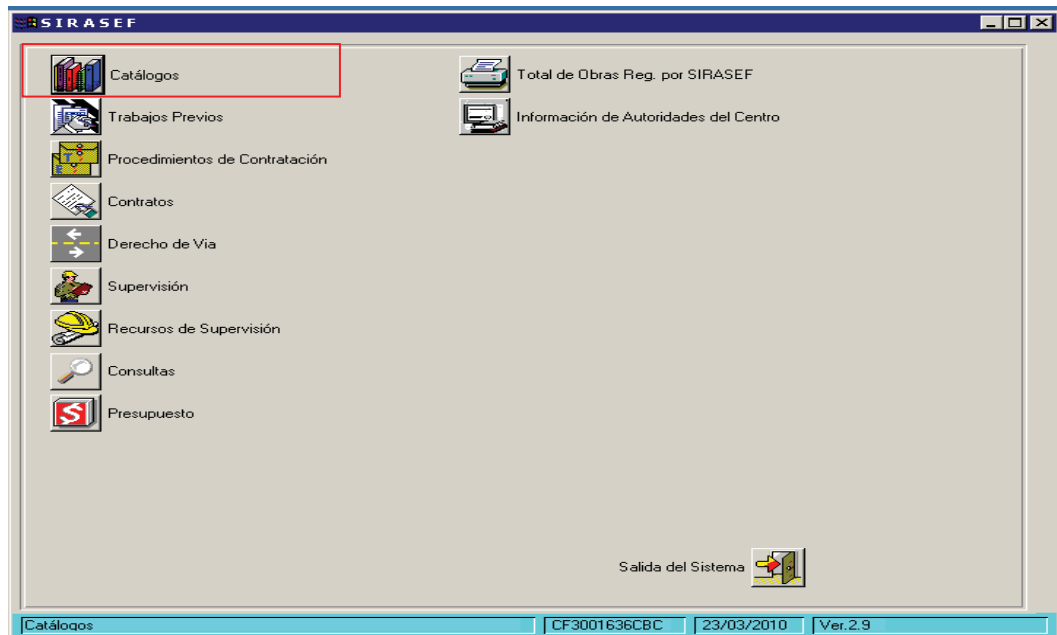 SIRASEF
Catálogos
Trabajos Previos
Procedimientos de Contratación
Contratos
Derecho de Via
Supervisión
Recursos de Supervisión
Consultas
Presupuesto
Total de Obras Reg. por SIRASEF
Información de Autoridades del Centro
Salida del Sistema
Catálogos CF3001636CBC 23/03/2010 Ver.2.9